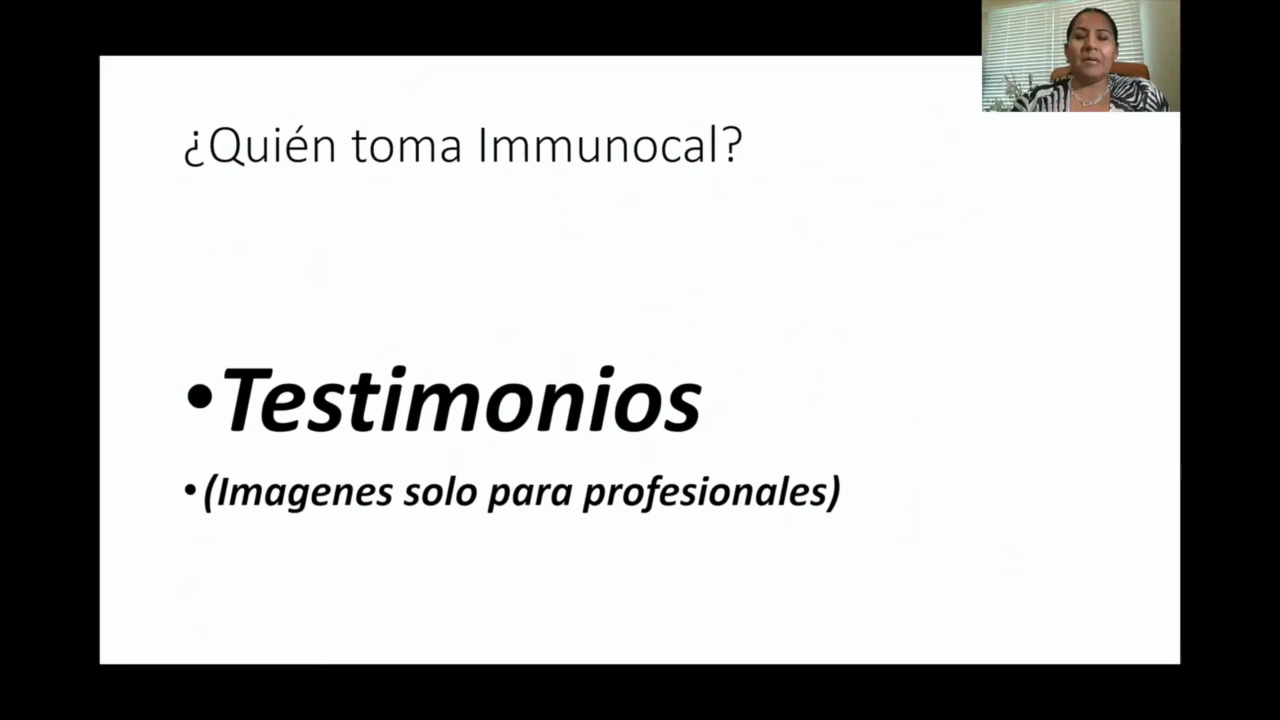 ¿Quién toma Immunocal?
•Testimonios
• (Imagenes solo para profesionales)